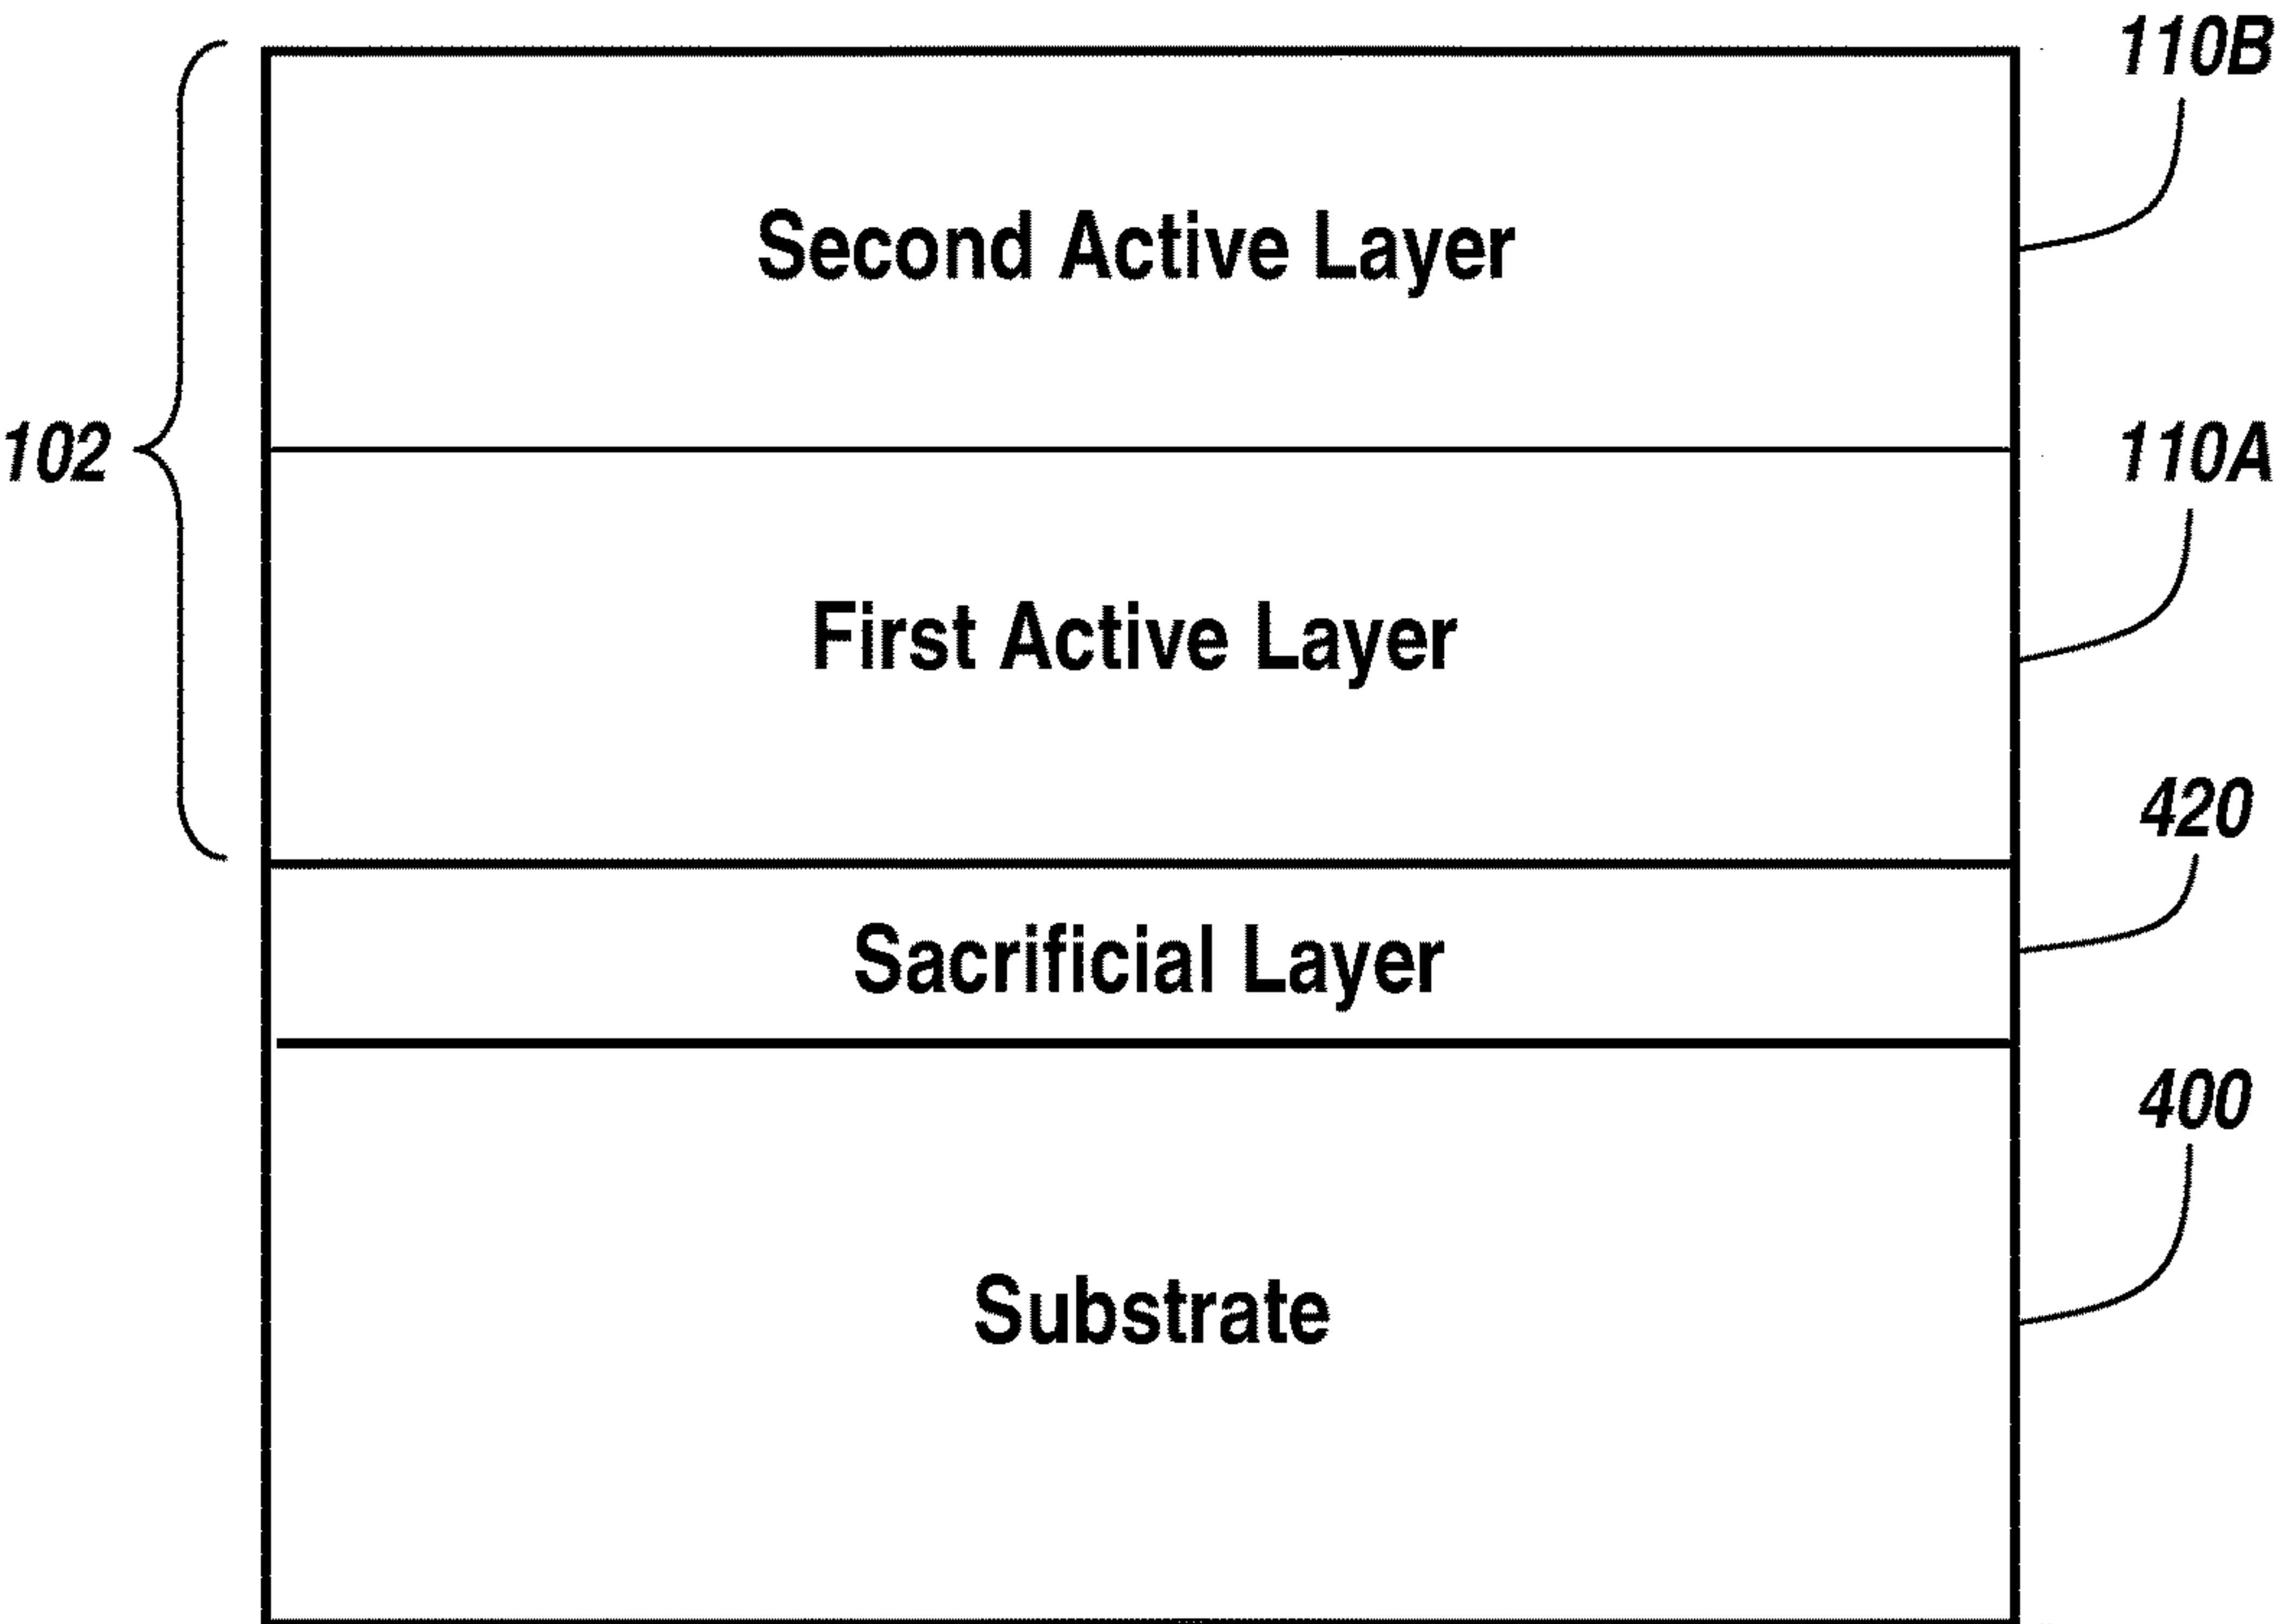 110B
Second Active Layer
102
110A
First Active Layer
420
Sacrificial Layer
400
Substrate